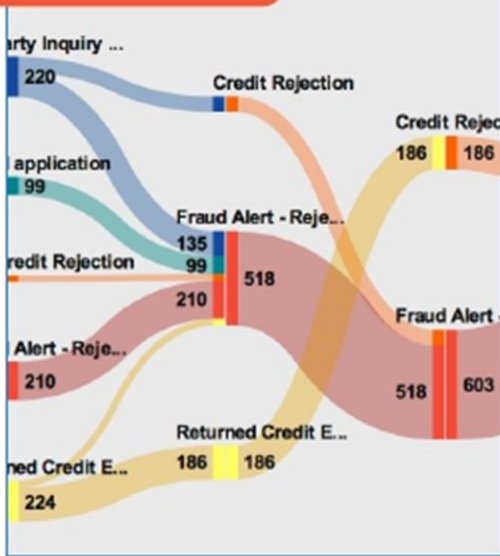 arty Inquiry ...
220
Credit Rejection
Credit Rejec
186 186
application
99
Fraud Alert - Reje...
135
99
518
redit Rejection
210
Fraud Alert -
Alert - Reje...
210
518 603
Returned Credit E...
186 186
ned Credit E...
224